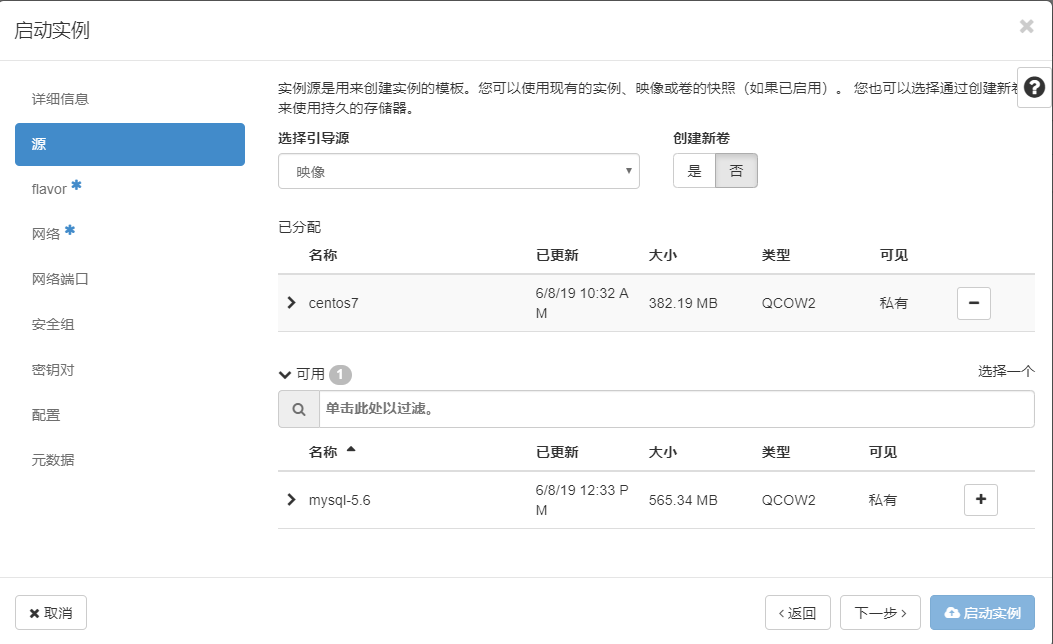 启动实例
详细信息
源
flavor
网络
网络端口
安全组
密钥对
配置
元数据
实例源是用来创建实例的模板。您可以使用现有的实例、映像或卷的快照（如果已启用）。 您也可以选择通过创建新卷
来使用持久的存储器。
选择引导源 创建新卷
映像 是 否
已分配
名称 已更新 大小 类型 可见
centos7 6/8/19 10:32 A
M 382.19 MB QCOW2 私有
可用 1 选择一个
单击此处以过滤。
名称 已更新 大小 类型 可见
mysql-5.6 6/8/19 12:33 P
M 565.34 MB QCOW2 私有
取消 ‹返回 下一步› 启动实例